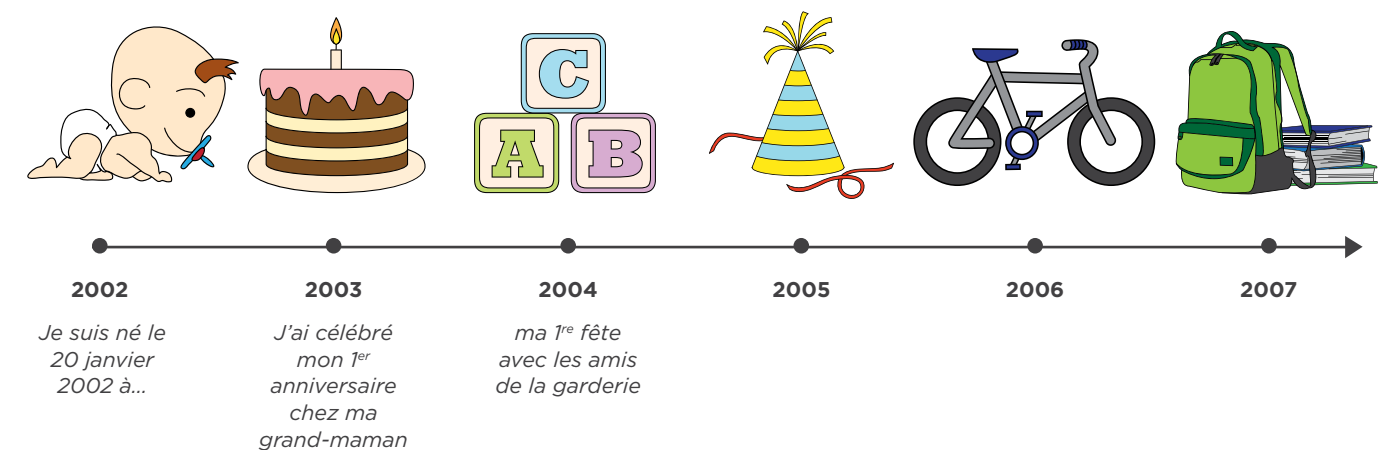 C
A B
2002 2003 2004 2005 2006 2007
Je suis né le
20 janvier
2002 à...
J'ai célébré
mon 1er
anniversaire
chez ma
grand-maman
ma 1re fête
avec les amis
de la garderie